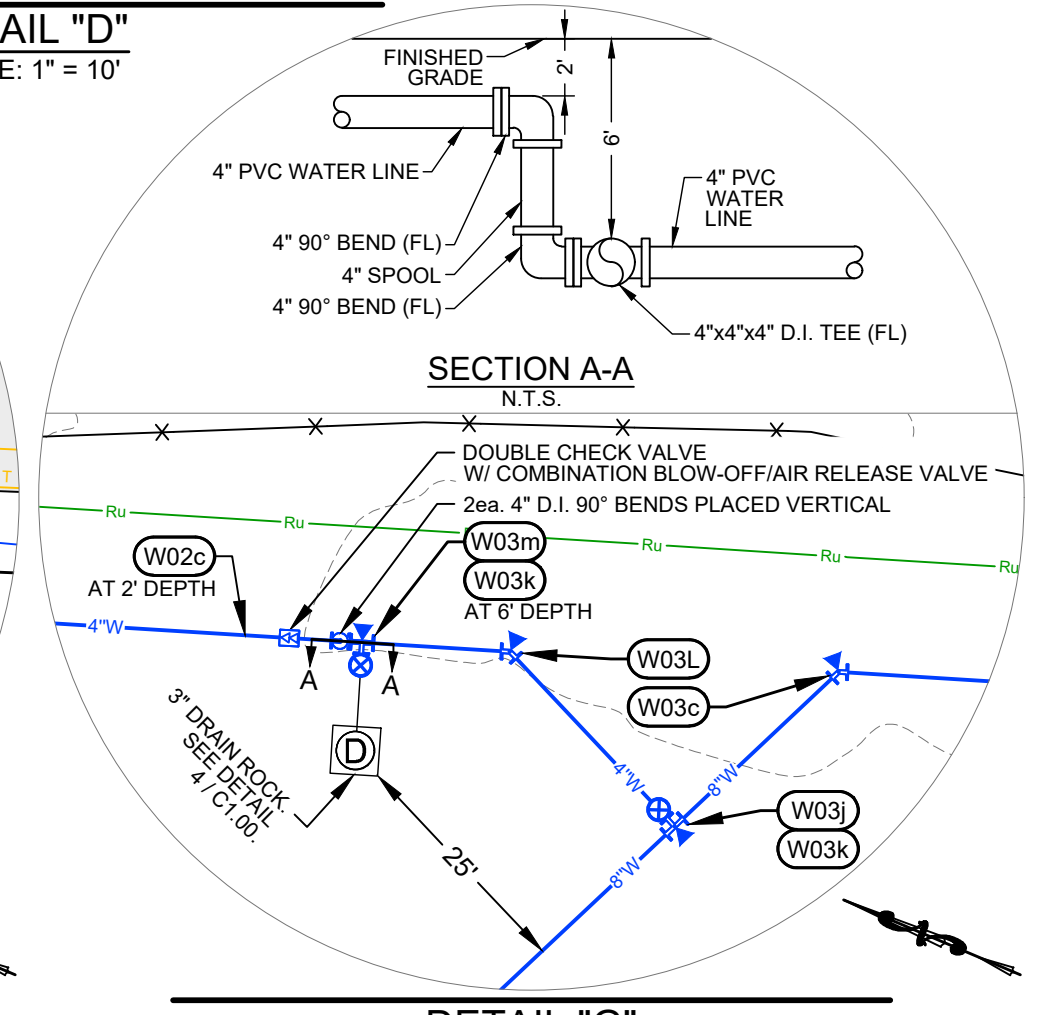 AIL "D"
E: 1" = 10'
FINISHED
GRADE
2'
6'
4" PVC WATER LINE
4" PVC
WATER
LINE
4" 90° BEND (FL)
4" SPOOL
4" 90° BEND (FL)
4"x4"x4" D.I. TEE (FL)
SECTION A-A
N.T.S.
DOUBLE CHECK VALVE
W/ COMBINATION BLOW-OFF/AIR RELEASE VALVE
2ea. 4" D.I. 90° BENDS PLACED VERTICAL
T
Ru
Ru
Ru
Ru
Ru
W02c
AT 2' DEPTH
W03m
W03k
AT 6' DEPTH
4"W
A
A
W03L
W03c
3" DRAIN ROCK.
SEE DETAIL
4 / C1.00.
D
25'
4"W
8"W
8"W
W03j
W03k
DETAIL "C"